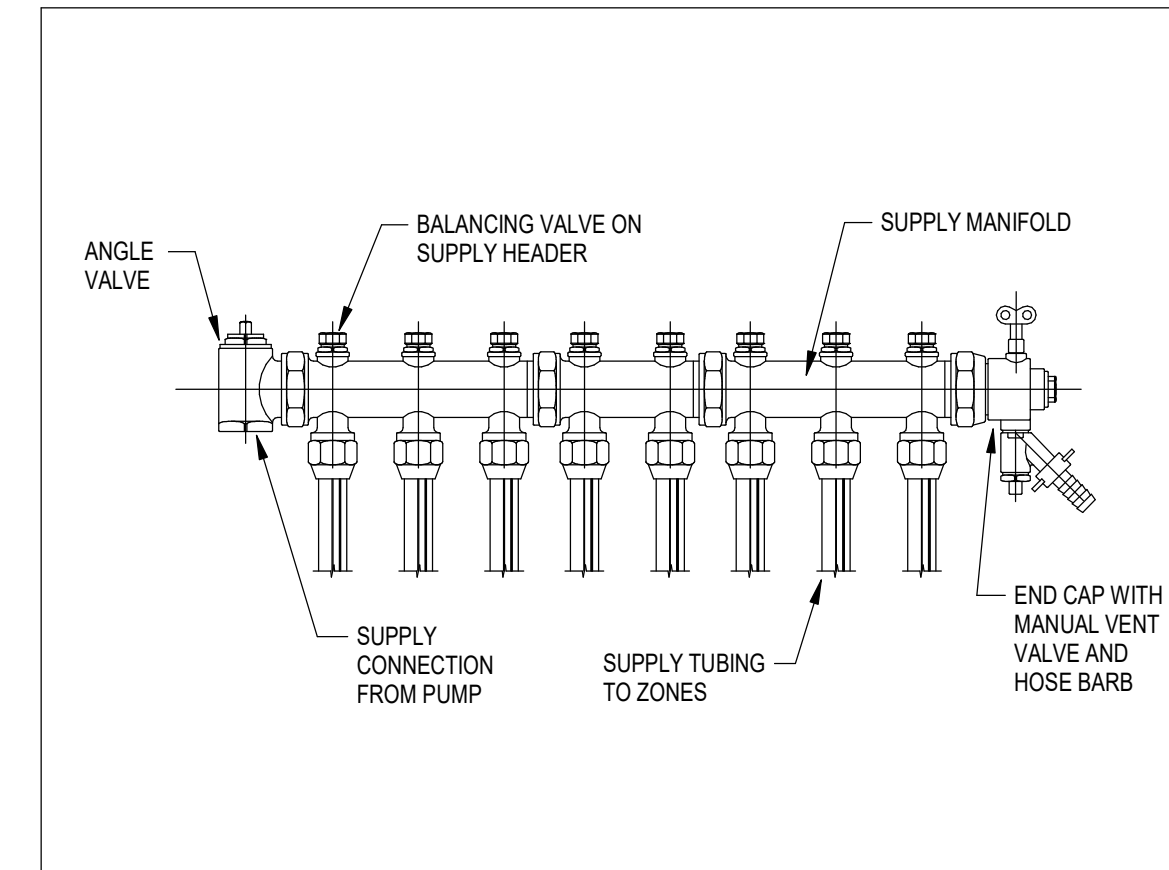 ANGLE
VALVE
BALANCING VALVE ON
SUPPLY HEADER
SUPPLY MANIFOLD
SUPPLY
CONNECTION
FROM PUMP
SUPPLY TUBING
TO ZONES
END CAP WITH
MANUAL VENT
VALVE AND
HOSE BARB